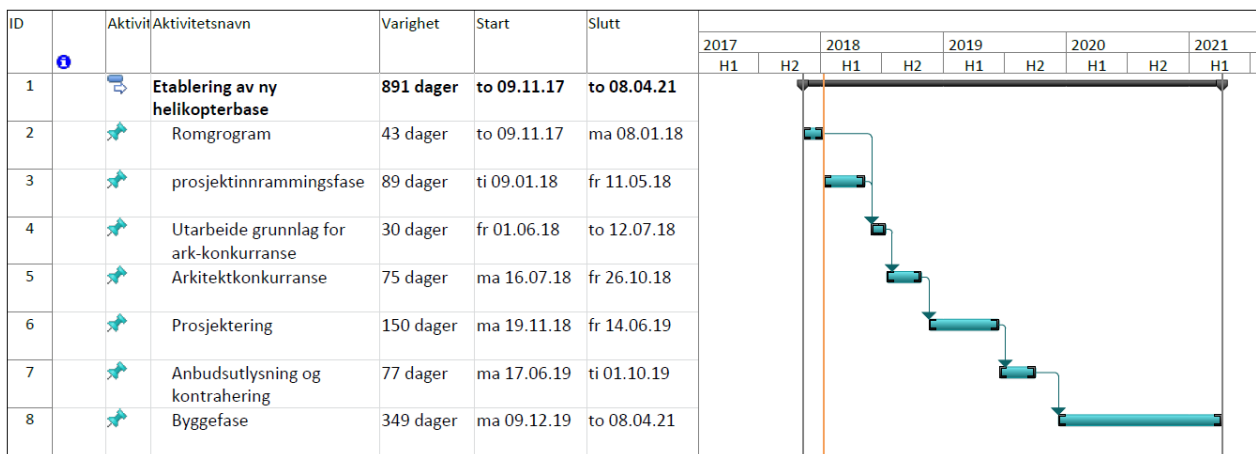 ID Aktivit Aktivitetsnavn Varighet Start Slutt
2017 2018 2019 2020 2021
H1 H2 H1 H2 H1 H2 H1 H2 H1
1 Etablering av ny 891 dager to 09.11.17 to 08.04.21
helikopterbase
2 Romgrogram 43 dager to 09.11.17 ma 08.01.18
3 prosjektinnrammingsfase 89 dager ti 09.01.18 fr 11.05.18
4 Utarbeide grunnlag for 30 dager fr 01.06.18 to 12.07.18
ark-konkurranse
5 Arkitektkonkurranse 75 dager ma 16.07.18 fr 26.10.18
6 Prosjektering 150 dager ma 19.11.18 fr 14.06.19
7 Anbudsutlysning og 77 dager ma 17.06.19 ti 01.10.19
kontrahering
8 Byggefase 349 dager ma 09.12.19 to 08.04.21